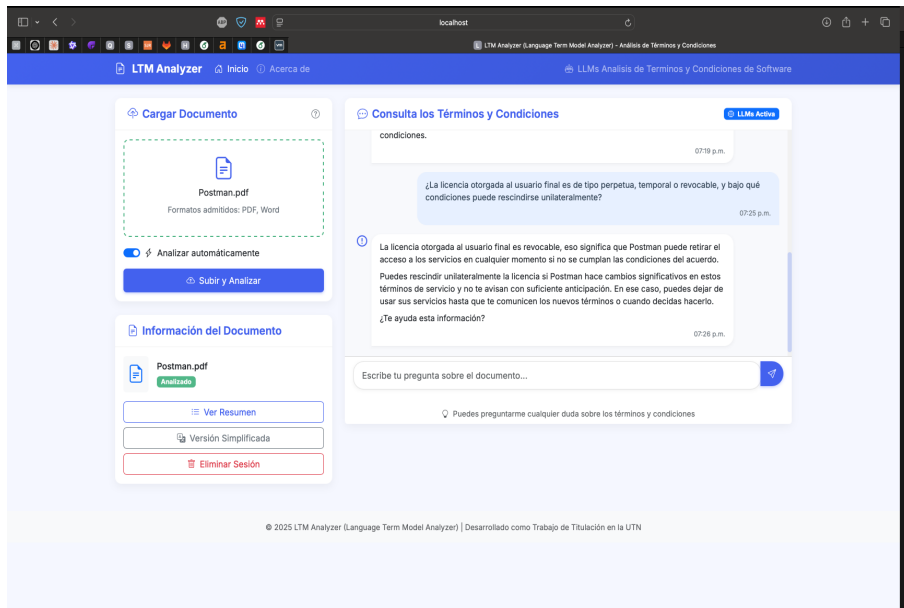 localhost
LTM Analyzer (Language Term Model Analyzer) - Análisis de Términos y Condiciones
LTM Analyzer
Inicio
Acerca de
LLMs Analisis de Terminos y Condiciones de Software
Cargar Documento
Postman.pdf
Formatos admitidos: PDF, Word
Analizar automáticamente
Subir y Analizar
Información del Documento
Postman.pdf
Analizado
Ver Resumen
Versión Simplificada
Eliminar Sesión
Consulta los Términos y Condiciones
LLMs Activa
condiciones.
07:19 p.m.
¿La licencia otorgada al usuario final es de tipo perpetua, temporal o revocable, y bajo qué
condiciones puede rescindirse unilateralmente?
07:25 p.m.
La licencia otorgada al usuario final es revocable, eso significa que Postman puede retirar el
acceso a los servicios en cualquier momento si no se cumplan las condiciones del acuerdo.
Puedes rescindir unilateralmente la licencia si Postman hace cambios significativos en estos
términos de servicio y no te avisan con suficiente anticipación. En ese caso, puedes dejar de
usar sus servicios hasta que te comunicen los nuevos términos o cuando decidas hacerlo.
¿Te ayuda esta información?
07:26 p.m.
Escribe tu pregunta sobre el documento...
Puedes preguntarme cualquier duda sobre los términos y condiciones
© 2025 LTM Analyzer (Language Term Model Analyzer) | Desarrollado como Trabajo de Titulación en la UTN